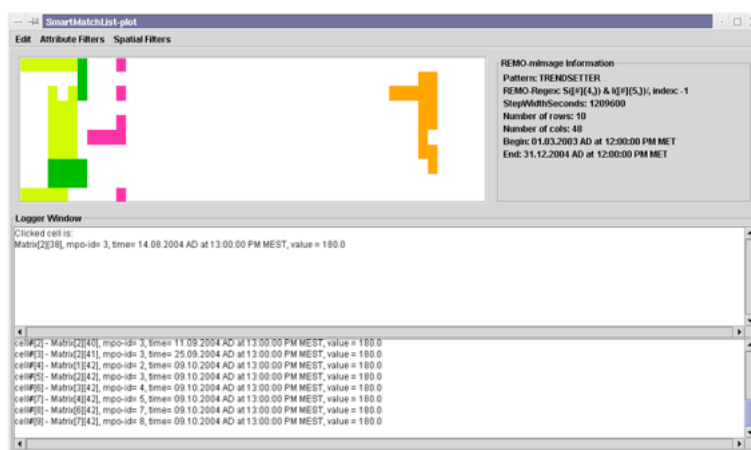 SmartMatchList-plot
Edit Attribute Filters Spatial Filters
REMO-mImage Information
Pattern: TRENDSETTER
REMO-Regex: S([#]{4,}) & I([#]{5,})/, index: -1
StepWidthSeconds: 1209600
Number of rows: 10
Number of cols: 48
Begin: 01.03.2003 AD at 12:00:00 PM MET
End: 31.12.2004 AD at 12:00:00 PM MET
Logger Window
Clicked cell is:
Matrix[2][38], mpo-id= 3, time= 14.08.2004 AD at 13:00:00 PM MEST, value = 180.0
cell#[2] - Matrix[2][40], mpo-id= 3, time= 11.09.2004 AD at 13:00:00 PM MEST, value = 180.0
cell#[3] - Matrix[2][41], mpo-id= 3, time= 25.09.2004 AD at 13:00:00 PM MEST, value = 180.0
cell#[4] - Matrix[1][42], mpo-id= 2, time= 09.10.2004 AD at 13:00:00 PM MEST, value = 180.0
cell#[5] - Matrix[2][42], mpo-id= 3, time= 09.10.2004 AD at 13:00:00 PM MEST, value = 180.0
cell#[6] - Matrix[3][42], mpo-id= 4, time= 09.10.2004 AD at 13:00:00 PM MEST, value = 180.0
cell#[7] - Matrix[4][42], mpo-id= 5, time= 09.10.2004 AD at 13:00:00 PM MEST, value = 180.0
cell#[8] - Matrix[6][42], mpo-id= 7, time= 09.10.2004 AD at 13:00:00 PM MEST, value = 180.0
cell#[9] - Matrix[7][42], mpo-id= 8, time= 09.10.2004 AD at 13:00:00 PM MEST, value = 180.0